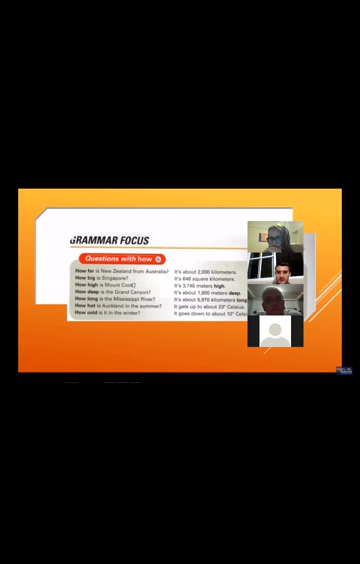 GRAMMAR FOCUS
Questions with how
How far is New Zealand from Australia? It's about 2,000 kilometers.
How big is Singapore? It's 648 square kilometers.
How high is Mount Cook? It's 3,740 meters high.
How deep is the Grand Canyon? It's about 1,900 meters deep.
How long is the Mississippi River? It's about 5,970 kilometers long
How hot is Auckland in the summer? It gets up to about 23° Celsius.
How cold is it in the winter? It goes down to about 10° Celsiu